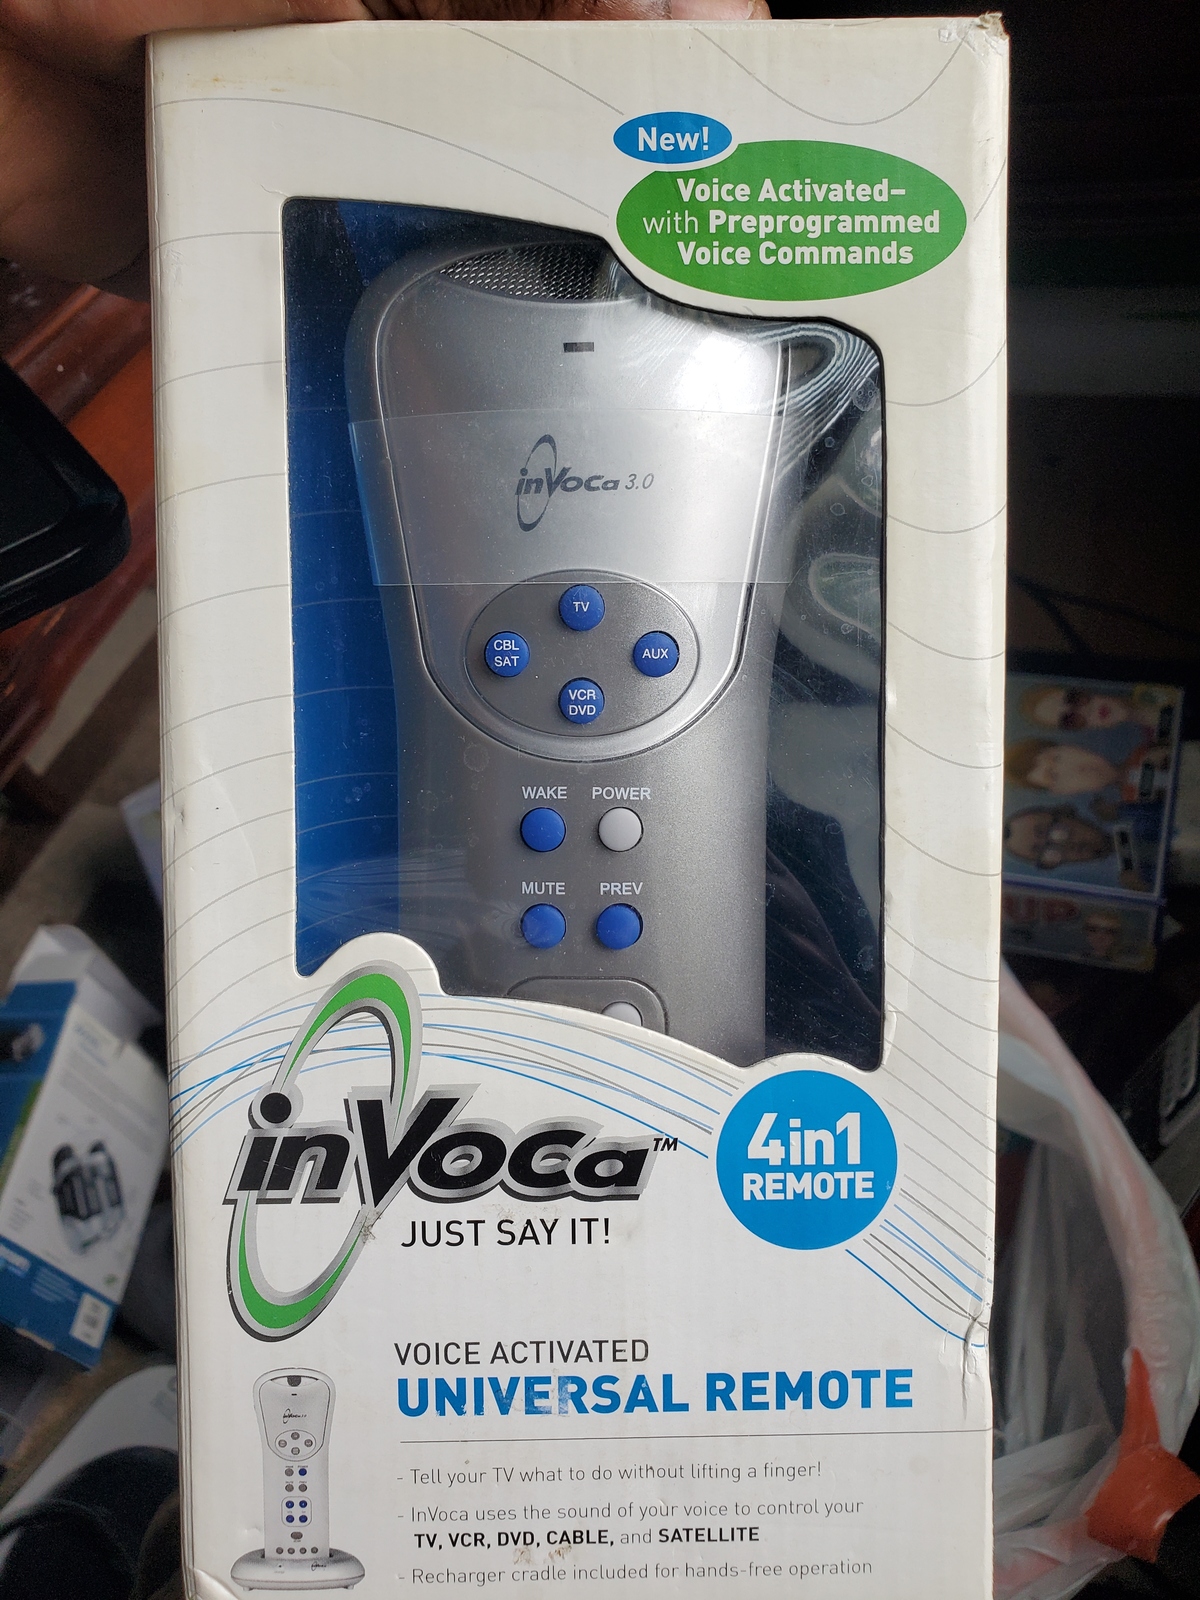 New!
Voice Activated–
with Preprogrammed
Voice Commands
inVoca 3.0
TV
CBL
SAT
AUX
VCR
DVD
WAKE POWER
MUTE PREV
inVoca™
JUST SAY IT!
4in1
REMOTE
VOICE ACTIVATED
UNIVERSAL REMOTE
- Tell your TV what to do without lifting a finger!
- InVoca uses the sound of your voice to control your
TV, VCR, DVD, CABLE, and SATELLITE
- Recharger cradle included for hands-free operation
UP